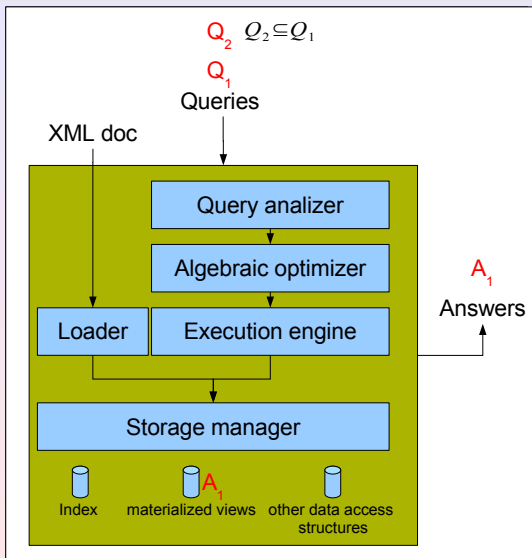 Q2 Q2⊆Q1
Q1
Queries
XML doc
Query analizer
Algebraic optimizer
A1
Answers
Loader
Execution engine
Storage manager
A1
Index
materialized views
other data access
structures